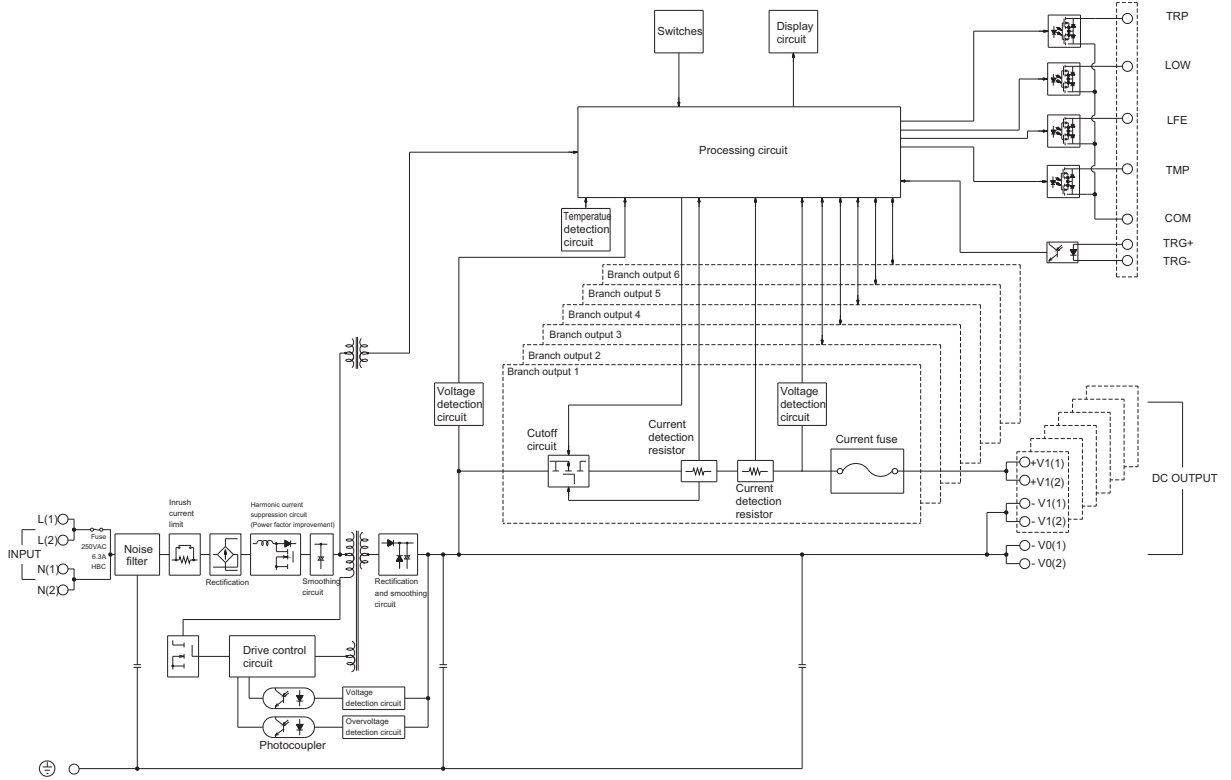 Switches
Display
circuit
TRP
LOW
LFE
TMP
COM
TRG+
TRG-
Processing circuit
Temperatue
detection
circuit
Branch output 6
Branch output 5
Branch output 4
Branch output 3
Branch output 2
Branch output 1
Voltage
detection
circuit
Cutoff
circuit
Current
detection
resistor
Current
detection
resistor
Voltage
detection
circuit
Current fuse
+V1(1)
+V1(2)
- V1(1)
- V1(2)
- V0(1)
- V0(2)
DC OUTPUT
L(1)
L(2)
INPUT
N(1)
N(2)
Fuse
250VAC
6.3A
HBC
Noise
filter
Inrush
current
limit
Rectification
Harmonic current
suppression circuit
(Power factor improvement)
Smoothing
circuit
Rectification
and smoothing
circuit
Drive control
circuit
Voltage
detection circuit
Overvoltage
detection circuit
Photocoupler